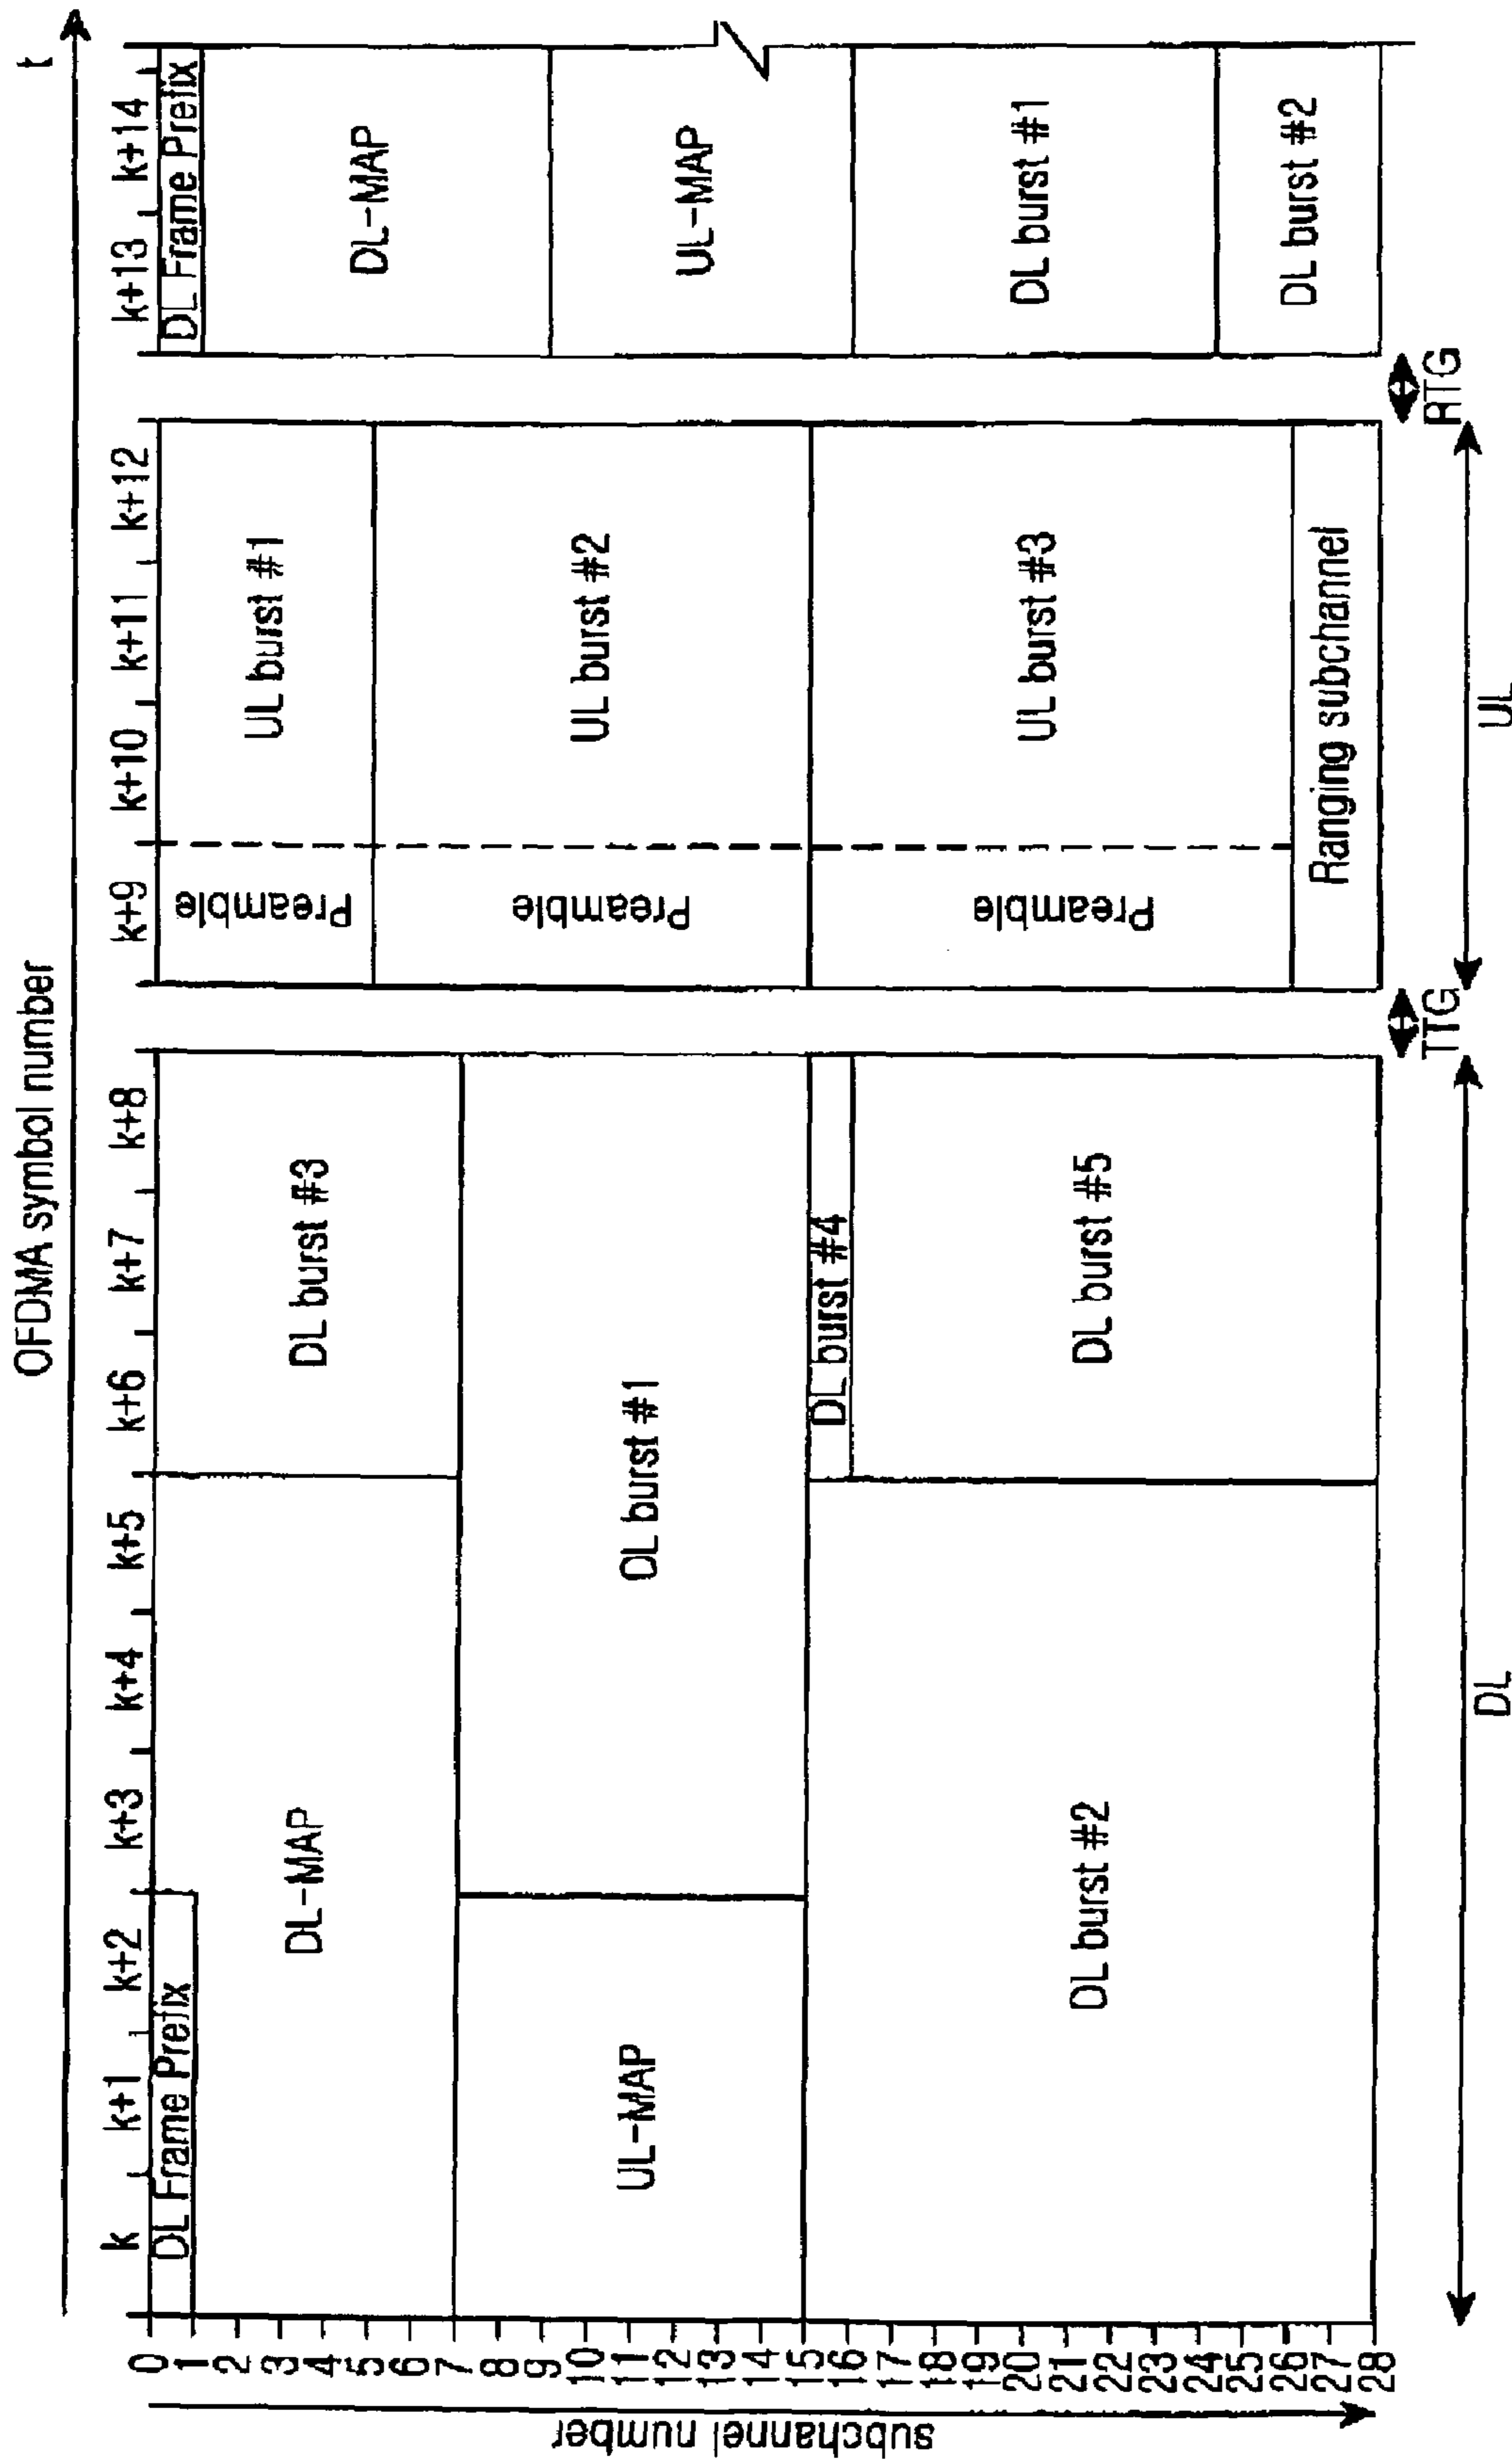 OFDMA symbol number
t
k
k+1
k+2
k+3
k+4
k+5
k+6
k+7
k+8
k+9
k+10
k+11
k+12
k+13
k+14
subchannel number
0
1
2
3
4
5
6
7
8
9
10
11
12
13
14
15
16
17
18
19
20
21
22
23
24
25
26
27
28
DL Frame Prefix
DL-MAP
UL-MAP
DL burst #3
DL burst #1
DL burst #2
DL burst #4
DL burst #5
Preamble
UL burst #1
Preamble
UL burst #2
Preamble
UL burst #3
Ranging subchannel
DL Frame Prefix
DL-MAP
UL-MAP
DL burst #1
DL burst #2
TTG
RTG
DL
UL